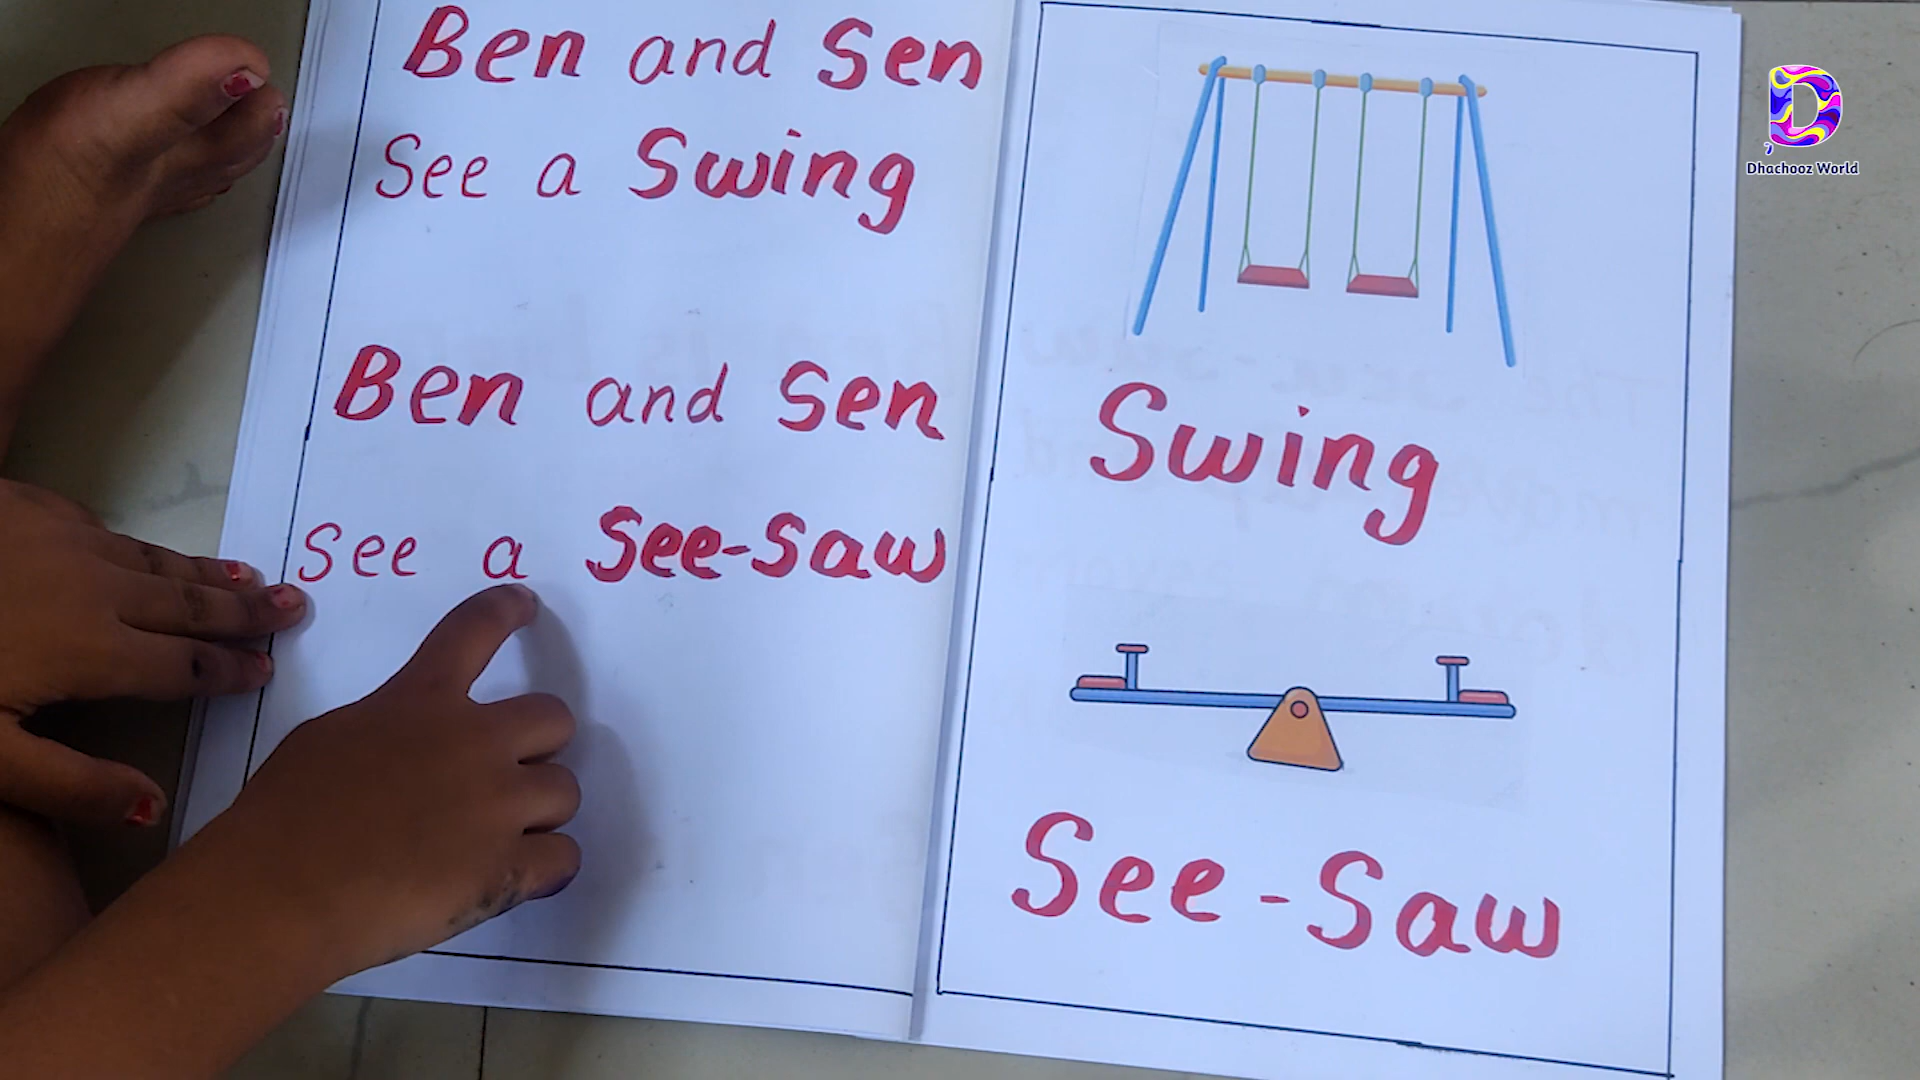 Ben and Sen
See a Swing
Ben and Sen
See a See-Saw
Swing
See-Saw
Dhachooz World